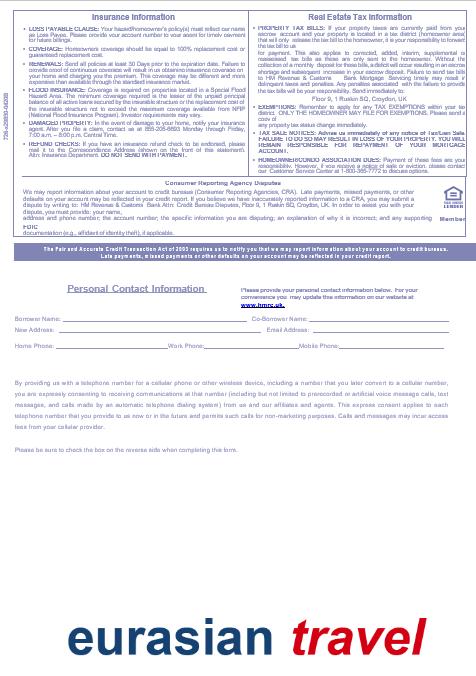 Insurance Information
• LOSS PAYABLE CLAUSE: Your hazard/homeowner's policy(s) must reflect our name
as Loss Payee. Please provide your account number to your agent for timely payment
for future billings.
• COVERAGE: Homeowners coverage should be equal to 100% replacement cost or
guaranteed replacement cost.
• RENEWALS: Send all policies at least 50 Days prior to the expiration date. Failure to
provide proof of continuous coverage will result in us obtaining insurance coverage on
your home and charging you the premium. This coverage may be different and more
expensive than available through the standard insurance market.
• FLOOD INSURANCE: Coverage is required on properties located in a Special Flood
Hazard Area. The minimum coverage required is the lesser of the unpaid principal
balance of all active loans secured by the insurable structure or the replacement cost of
the insurable structure not to exceed the maximum coverage available from NFIP
(National Flood Insurance Program). Investor requirements may vary.
• DAMAGED PROPERTY: In the event of damage to your home, notify your insurance
agent. After you file a claim, contact us at Monday through Friday,
7:00 a.m. – 8:00 p.m. Central Time.
• REFUND CHECKS: If you have an insurance refund check to be endorsed, please
mail it to the Correspondence Address (shown on the front of this statement).
Attn: Insurance Department. DO NOT SEND WITH PAYMENT.
Real Estate Tax Information
• PROPERTY TAX BILLS: If your property taxes are currently paid from your
escrow account and your property is located in a tax district (homeowner area)
that will only release the tax bill to the homeowner, it is your responsibility to forward
the tax bill to us
for payment. This also applies to corrected, added, interim, supplemental or
reassessed tax bills as these are only sent to the homeowner. Without the
collection of a monthly deposit for these bills, a deficit will occur resulting in an escrow
shortage and subsequent increase in your escrow deposit. Failure to send tax bills
to HM Revenue & Customs Bank Mortgage Servicing timely may result in
delinquent taxes and penalties. Any penalties associated with the failure to provide
the tax bills will be your responsibility. Send immediately to:
Floor 9, 1 Ruskin SQ, Croydon, UK
• EXEMPTIONS: Remember to apply for any TAX EXEMPTIONS within your tax
district. ONLY THE HOMEOWNER MAY FILE FOR EXEMPTIONS. Please send a
code of
any property tax status change immediately.
• TAX SALE NOTICES: Advise us immediately of any notice of Tax/Lien Sale.
FAILURE TO DO SO MAY RESULT IN LOSS OF YOUR PROPERTY. YOU WILL
REMAIN RESPONSIBLE FOR REPAYMENT OF YOUR MORTGAGE
ACCOUNT.
• HOMEOWNER/CONDO ASSOCIATION DUES: Payment of these fees are your
responsibility. However, if you receive a notice of sale or eviction, please contact
our Customer Service Center at 1-800-365-7772 to discuss options.
Consumer Reporting Agency Disputes
We may report information about your account to credit bureaus (Consumer Reporting Agencies, CRA). Late payments, missed payments, or other
defaults on your account may be reflected in your credit report. If you believe we have inaccurately reported information to a CRA, you may submit a
dispute by writing to: HM Revenue & Customs Bank Attn: Credit Bureau Disputes, Floor 9, 1 Ruskin SQ, Croydon, UK. In order to assist you with your
dispute, you must provide: your name,
address and phone number; the account number; the specific information you are disputing; an explanation of why it is incorrect; and any supporting
documentation (e.g., affidavit of identity theft), if applicable.
LENDER
Member
The Fair and Accurate Credit Transaction Act of 2003 requires us to notify you that we may report information about your account to credit bureaus.
Late payments, missed payments or other defaults on your account may be reflected in your credit report.
Personal Contact Information
Please provide your personal contact information below. For your
convenience you may update this information on our website at
www.hmrc.uk.
Borrower Name: Co-Borrower Name:
New Address: Email Address:
Home Phone: Work Phone: Mobile Phone:
By providing us with a telephone number for a cellular phone or other wireless device, including a number that you later convert to a cellular number,
you are expressly consenting to receiving communications at that number (including but not limited to prerecorded or artificial voice message calls, text
messages, and calls made by an automatic telephone dialing system) from us and our affiliates and agents. This express consent applies to each
telephone number that you provide to us now or in the future and permits such calls for non-marketing purposes. Calls and messages may incur access
fees from your cellular provider.
Please be sure to check the box on the reverse side when completing this form.
eurasian travel